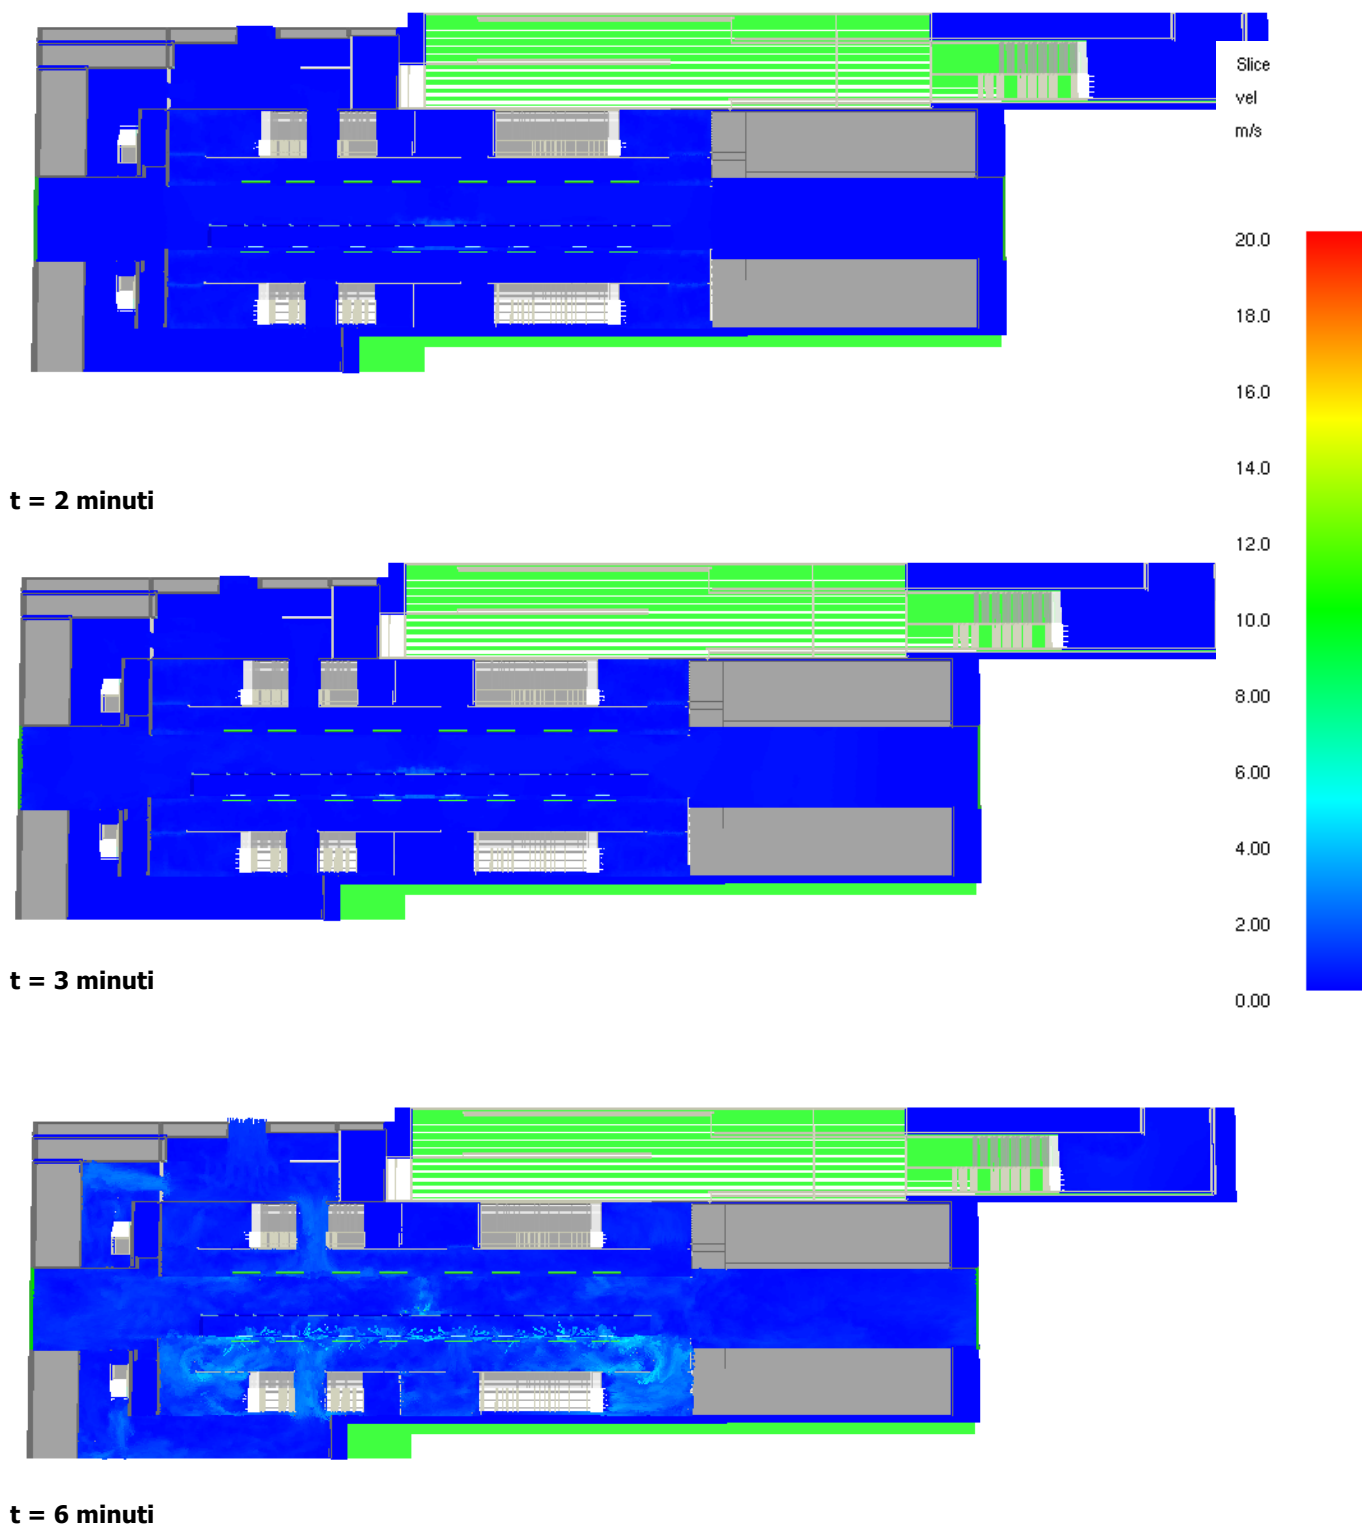 Slice
vel
m/s
20.0
18.0
16.0
14.0
12.0
10.0
8.00
6.00
4.00
2.00
0.00
t = 2 minuti
t = 3 minuti
t = 6 minuti